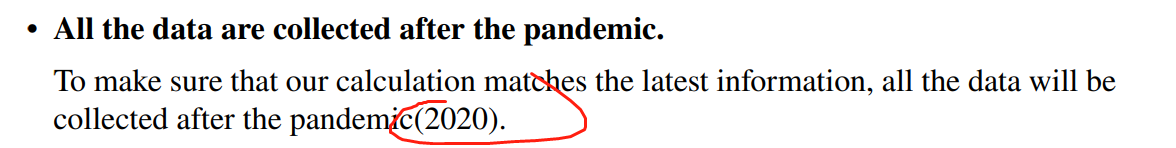 • All the data are collected after the pandemic.
To make sure that our calculation matches the latest information, all the data will be
collected after the pandemic(2020).